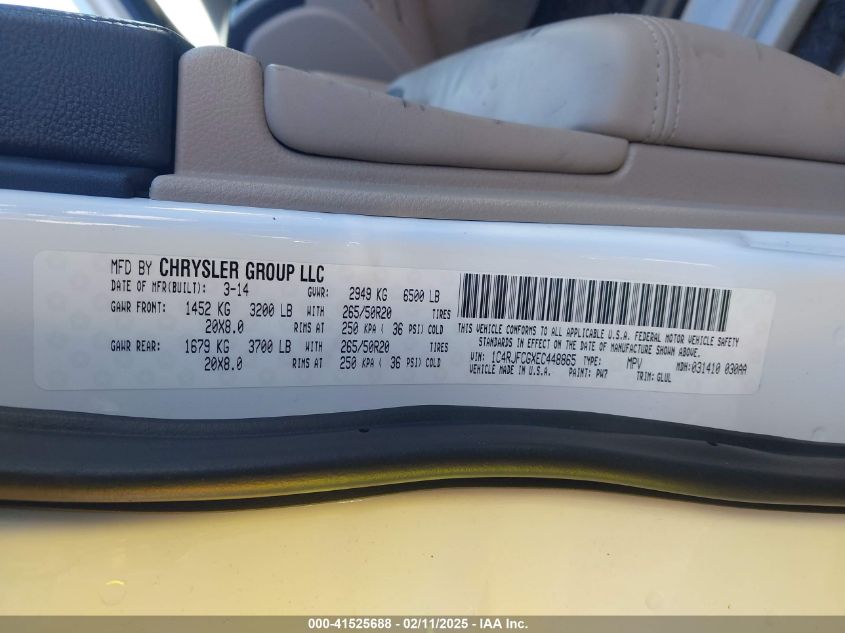 MFD BY CHRYSLER GROUP LLC
DATE OF MFR(BUILT): 3-14 GVWR: 2949 KG 6500 LB
GAWR FRONT: 1452 KG 3200 LB WITH 265/50R20 TIRES
20X8.0 RIMS AT 250 KPA ( 36 PSI) COLD
GAWR REAR: 1679 KG 3700 LB WITH 265/50R20 TIRES
20X8.0 RIMS AT 250 KPA ( 36 PSI) COLD
THIS VEHICLE CONFORMS TO ALL APPLICABLE U.S.A. FEDERAL MOTOR VEHICLE SAFETY
STANDARDS IN EFFECT ON THE DATE OF MANUFACTURE SHOWN ABOVE.
VIN: 1C4RJFCGXEC448865 TYPE: MPV MDH: 031410 030AA
VEHICLE MADE IN U.S.A. PAINT: PW7 TRIM: GLUL
000-41525688 - 02/11/2025 - IAA Inc.